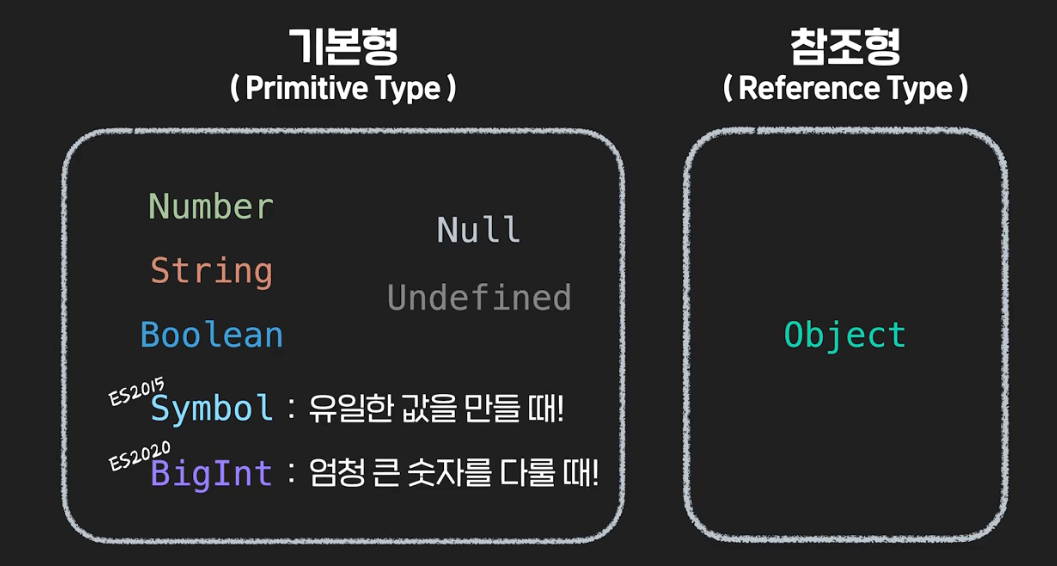 기본형
( Primitive Type )
Number
String
Boolean
Null
Undefined
ES2015
Symbol : 유일한 값을 만들 때!
ES2020
BigInt : 엄청 큰 숫자를 다룰 때!
참조형
( Reference Type )
Object